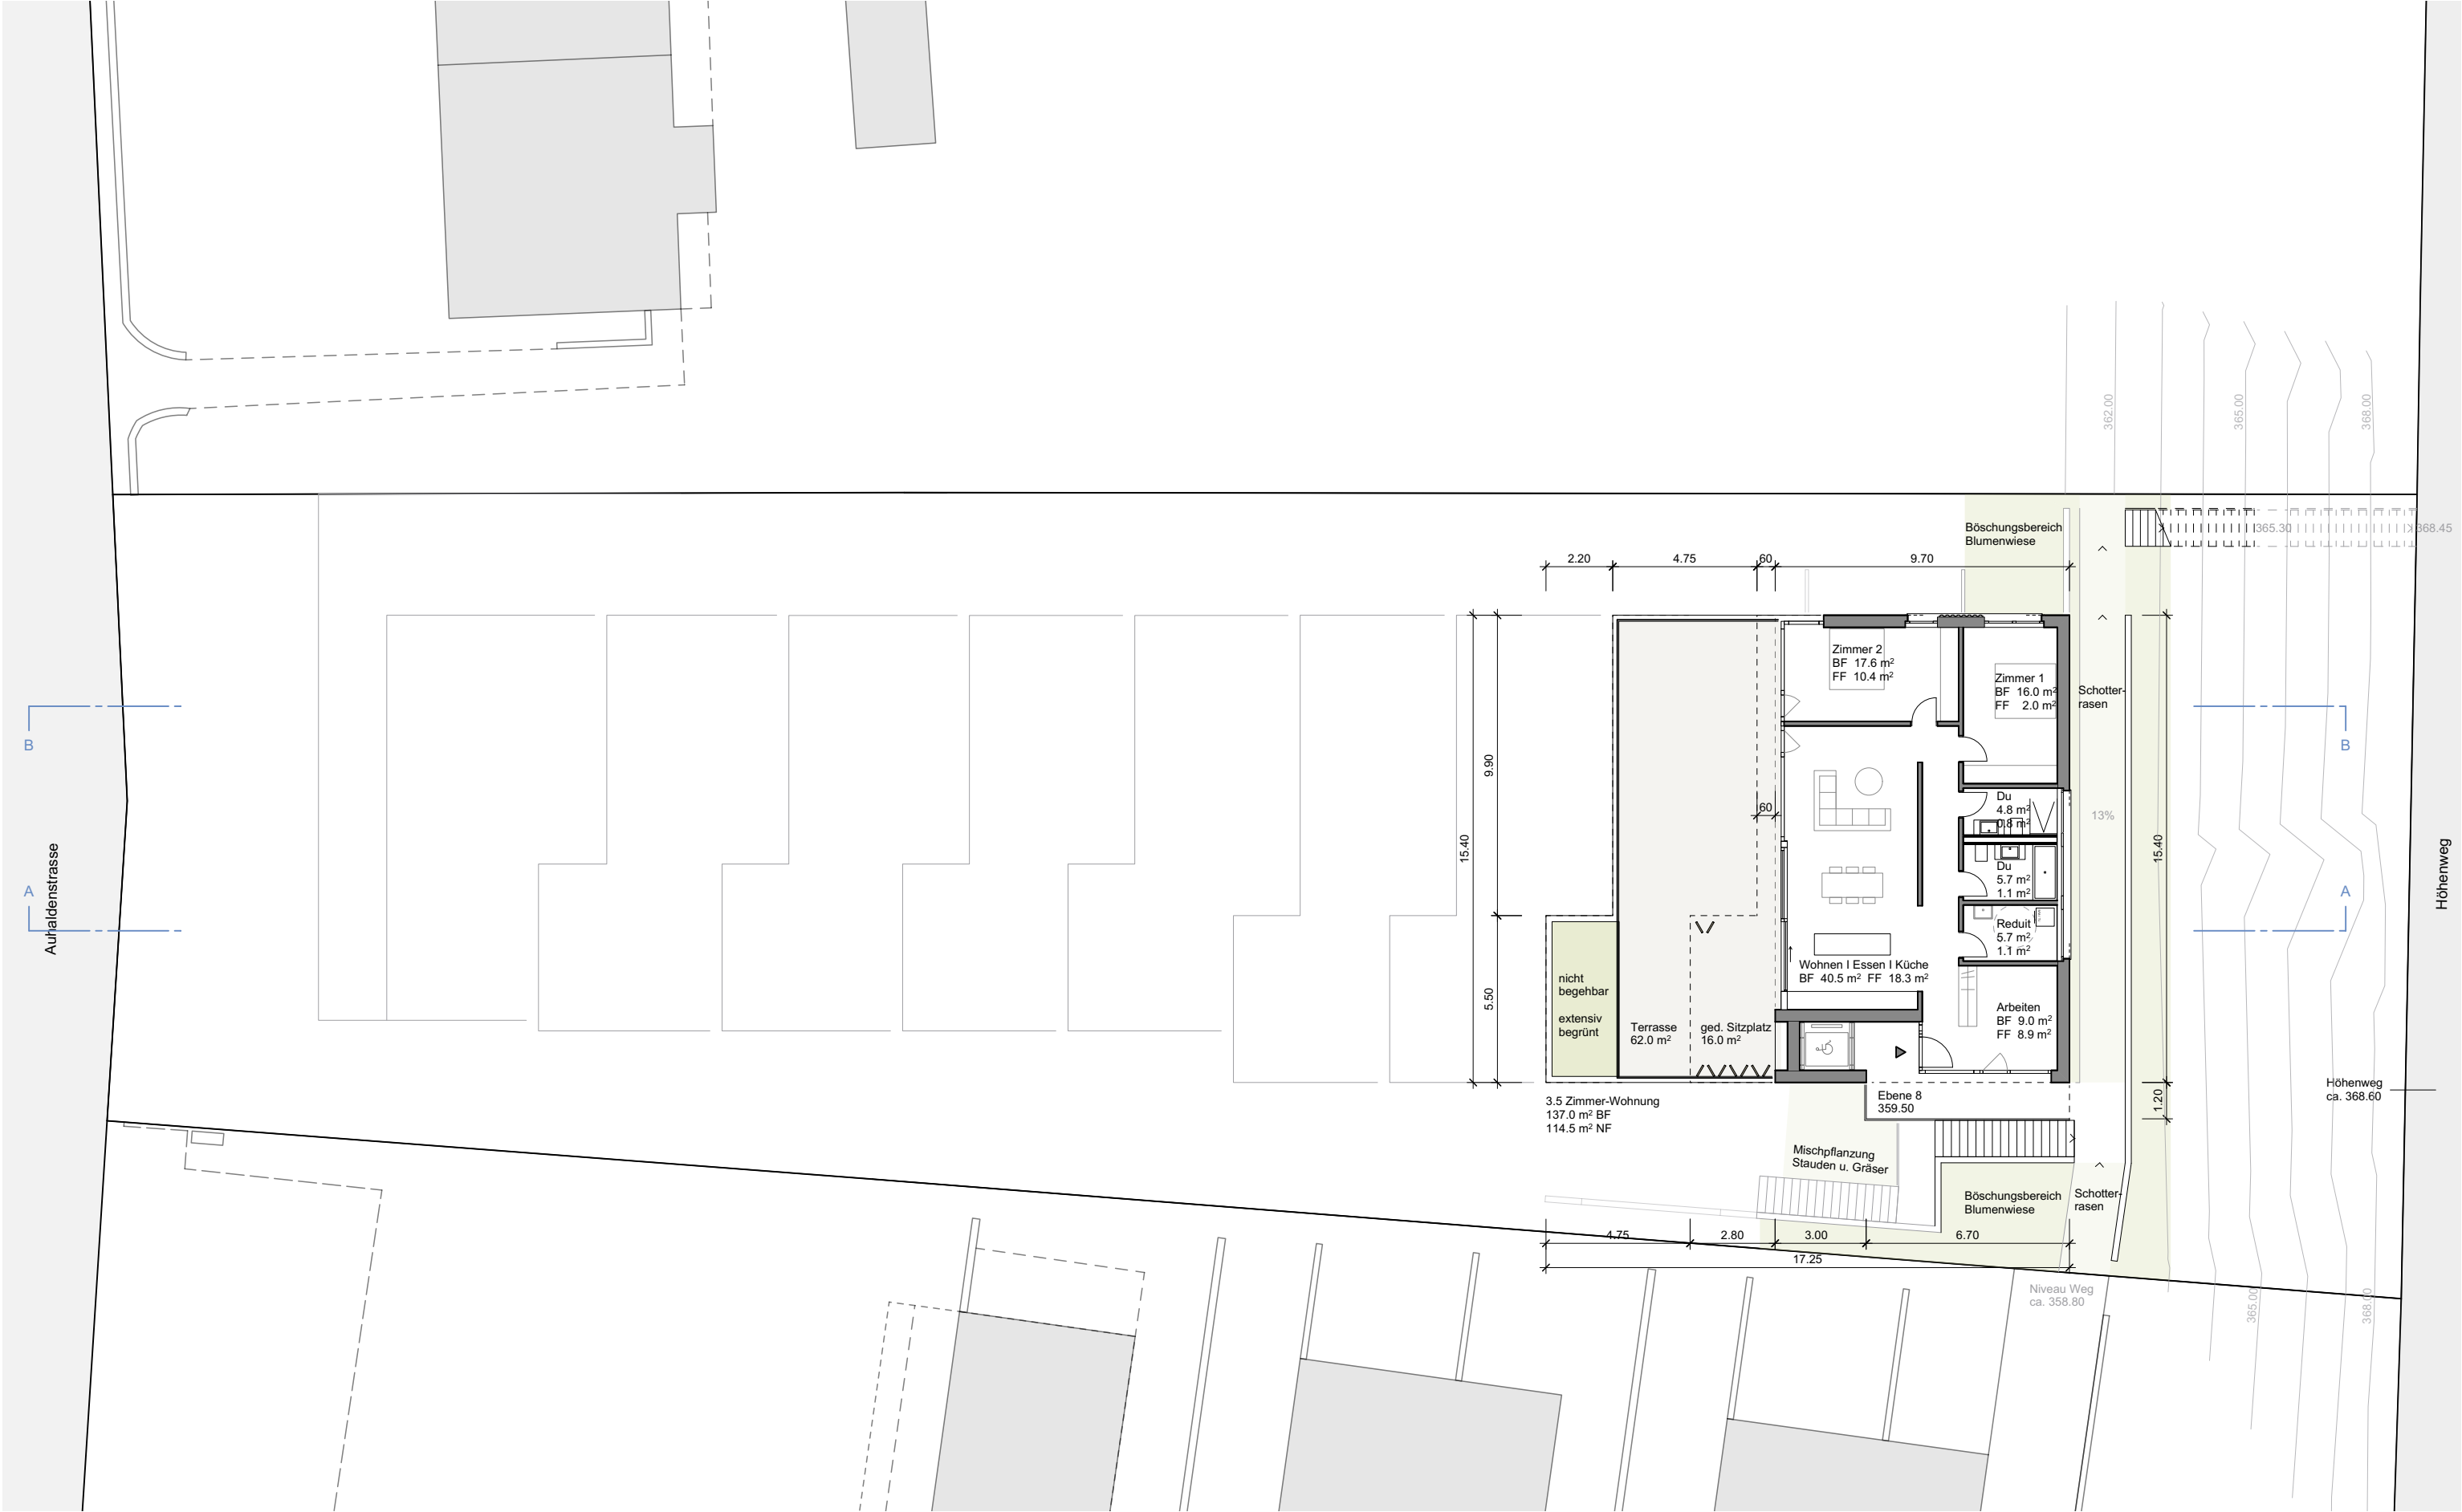 362.00
365.00
368.00
Böschungsbereich
Blumenwiese
365.30
368.45
2.20
4.75
60
9.70
Zimmer 2
BF 17.6 m²
FF 10.4 m²
Zimmer 1
BF 16.0 m²
FF 2.0 m²
Schotter-
rasen
B
B
9.90
60
Du
4.8 m²
0.8 m²
13%
15.40
15.40
Du
5.7 m²
1.1 m²
A
A
Auhaldenstrasse
Höhenweg
Reduit
5.7 m²
1.1 m²
Wohnen I Essen I Küche
BF 40.5 m² FF 18.3 m²
nicht
begehbar
extensiv
begrünt
5.50
Terrasse
62.0 m²
ged. Sitzplatz
16.0 m²
Arbeiten
BF 9.0 m²
FF 8.9 m²
Höhenweg
ca. 368.60
3.5 Zimmer-Wohnung
137.0 m² BF
114.5 m² NF
Ebene 8
359.50
1.20
Mischpflanzung
Stauden u. Gräser
Böschungsbereich
Blumenwiese
Schotter-
rasen
4.75
2.80
3.00
6.70
17.25
Niveau Weg
ca. 358.80
365.00
368.00